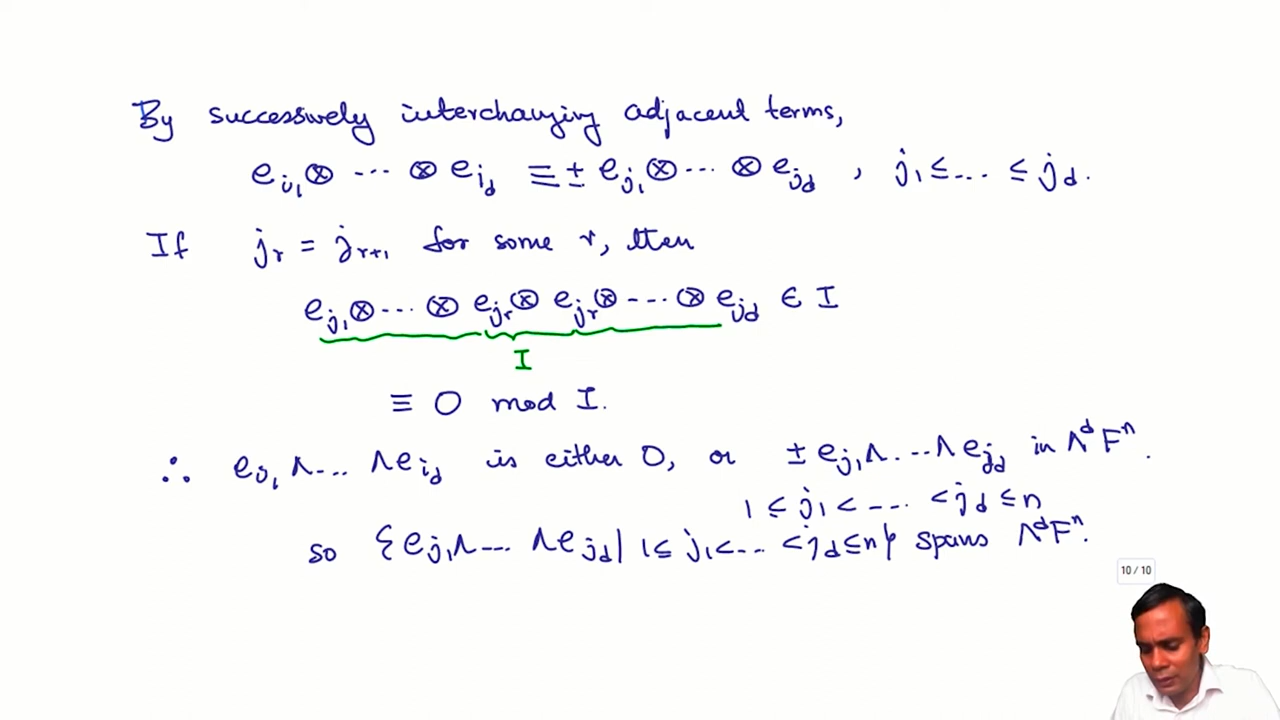 By successively interchanging adjacent terms,
e_{i_1} ⊗ ⋯ ⊗ e_{i_d} ≡ ± e_{j_1} ⊗ ⋯ ⊗ e_{j_d} , j_1 ≤ ... ≤ j_d.
If j_r = j_{r+1} for some r, then
e_{j_1} ⊗ ⋯ ⊗ e_{j_r} ⊗ e_{j_r} ⊗ ⋯ ⊗ e_{j_d} ∈ I
I
≡ 0 mod I.
∴ e_{i_1} ∧ ... ∧ e_{i_d} is either 0, or ± e_{j_1} ∧ ... ∧ e_{j_d} in Λ^d F^n.
1 ≤ j_1 < ... < j_d ≤ n
so {e_{j_1} ∧ ... ∧ e_{j_d} | 1 ≤ j_1 < ... < j_d ≤ n} spans Λ^d F^n.
10 / 10